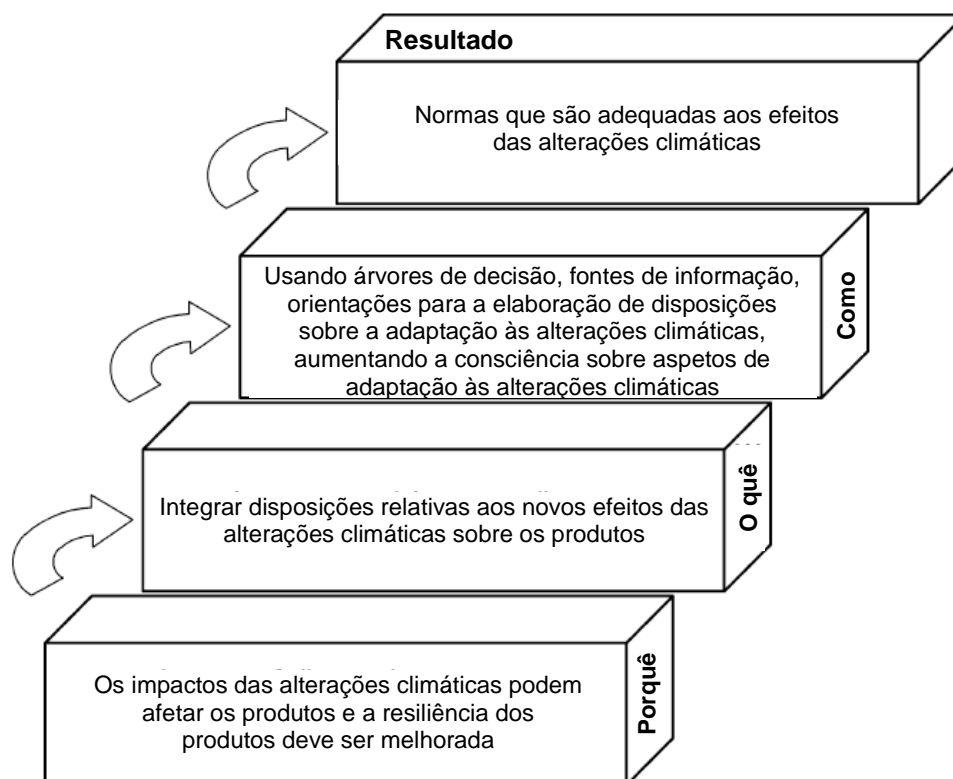 Resultado
Normas que são adequadas aos efeitos
das alterações climáticas
Usando árvores de decisão, fontes de informação,
orientações para a elaboração de disposições
sobre a adaptação às alterações climáticas,
aumentando a consciência sobre aspetos de
adaptação às alterações climáticas
Como
Integrar disposições relativas aos novos efeitos das
alterações climáticas sobre os produtos
O quê
Os impactos das alterações climáticas podem
afetar os produtos e a resiliência dos
produtos deve ser melhorada
Porquê